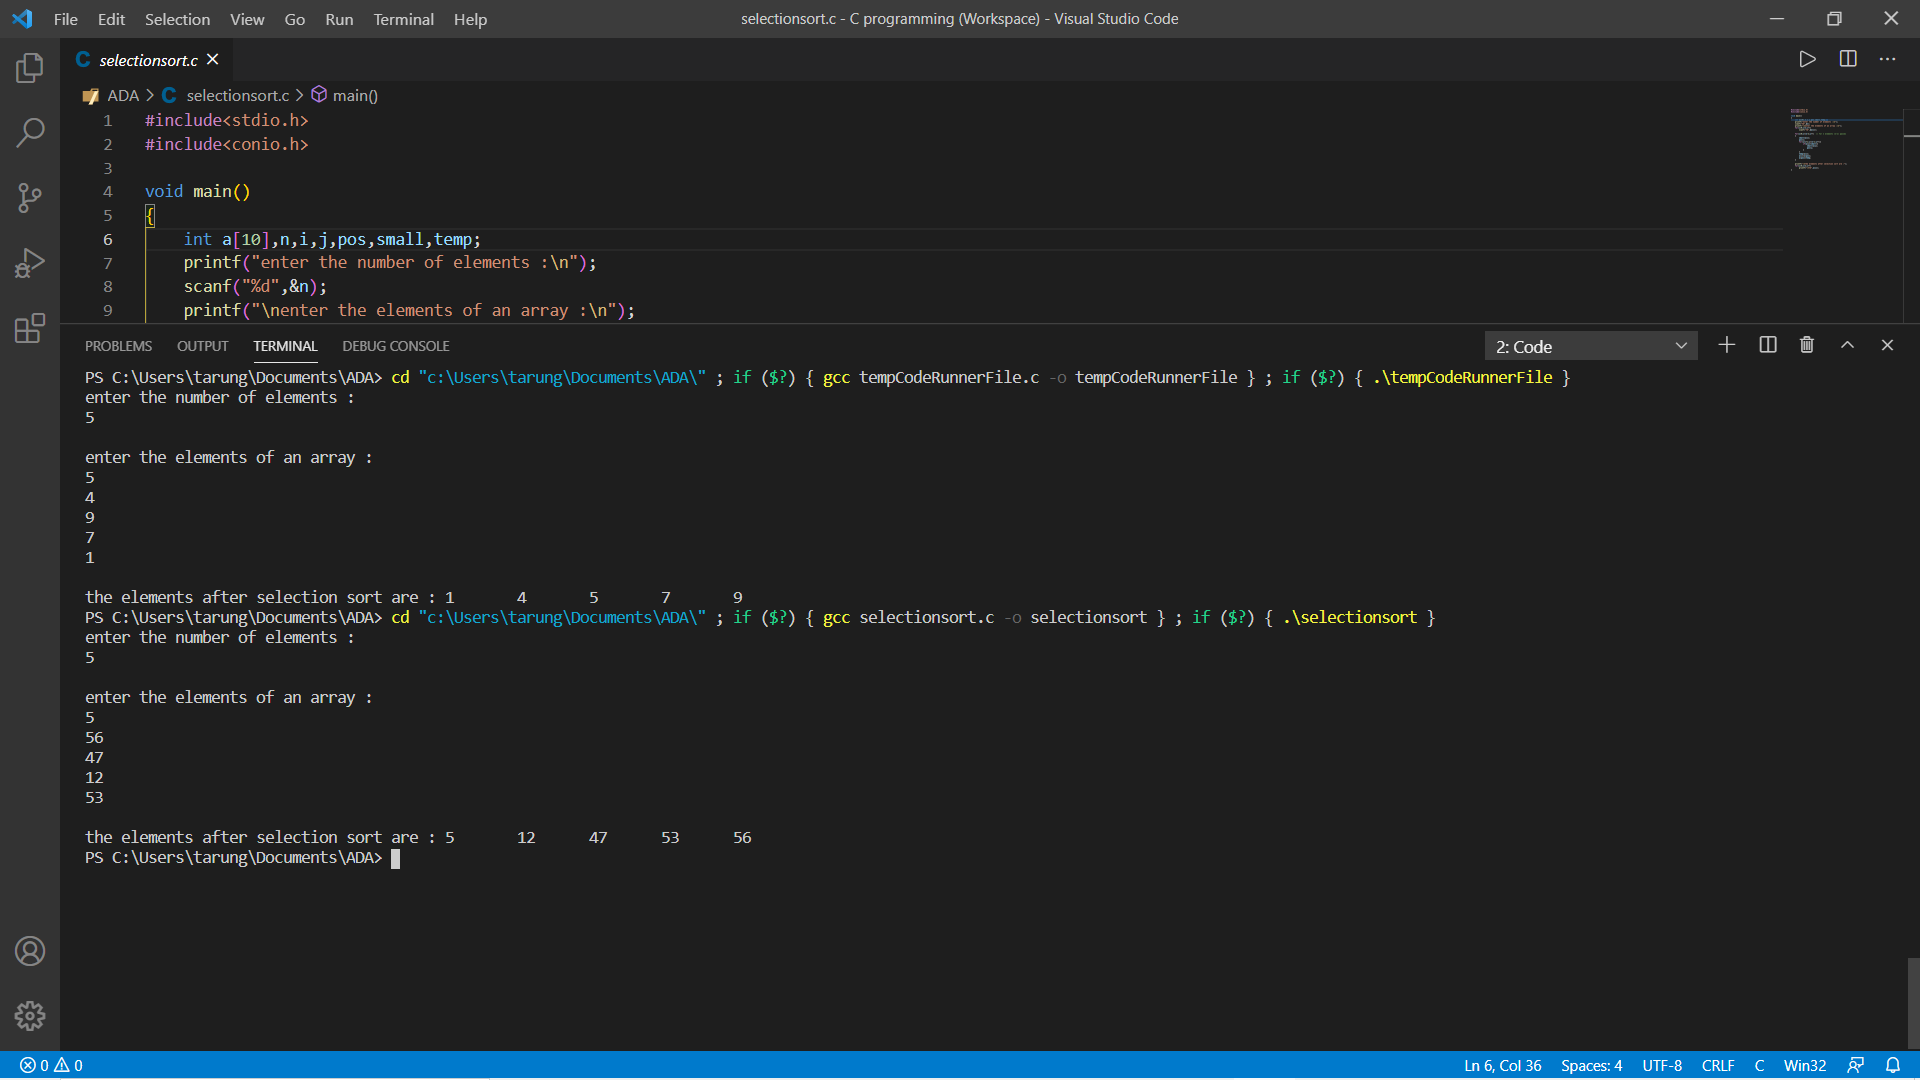 File Edit Selection View Go Run Terminal Help
selectionsort.c - C programming (Workspace) - Visual Studio Code
C selectionsort.c
ADA > C selectionsort.c > main()
1 #include<stdio.h>
2 #include<conio.h>
3
4 void main()
5 {
6 int a[10],n,i,j,pos,small,temp;
7 printf("enter the number of elements :\n");
8 scanf("%d",&n);
9 printf("\nenter the elements of an array :\n");
PROBLEMS OUTPUT TERMINAL DEBUG CONSOLE
2: Code
PS C:\Users\tarung\Documents\ADA> cd "c:\Users\tarung\Documents\ADA\" ; if ($?) { gcc tempCodeRunnerFile.c -o tempCodeRunnerFile } ; if ($?) { .\tempCodeRunnerFile }
enter the number of elements :
5
enter the elements of an array :
5
4
9
7
1
the elements after selection sort are : 1 4 5 7 9
PS C:\Users\tarung\Documents\ADA> cd "c:\Users\tarung\Documents\ADA\" ; if ($?) { gcc selectionsort.c -o selectionsort } ; if ($?) { .\selectionsort }
enter the number of elements :
5
enter the elements of an array :
5
56
47
12
53
the elements after selection sort are : 5 12 47 53 56
PS C:\Users\tarung\Documents\ADA>
0 0
Ln 6, Col 36 Spaces: 4 UTF-8 CRLF C Win32